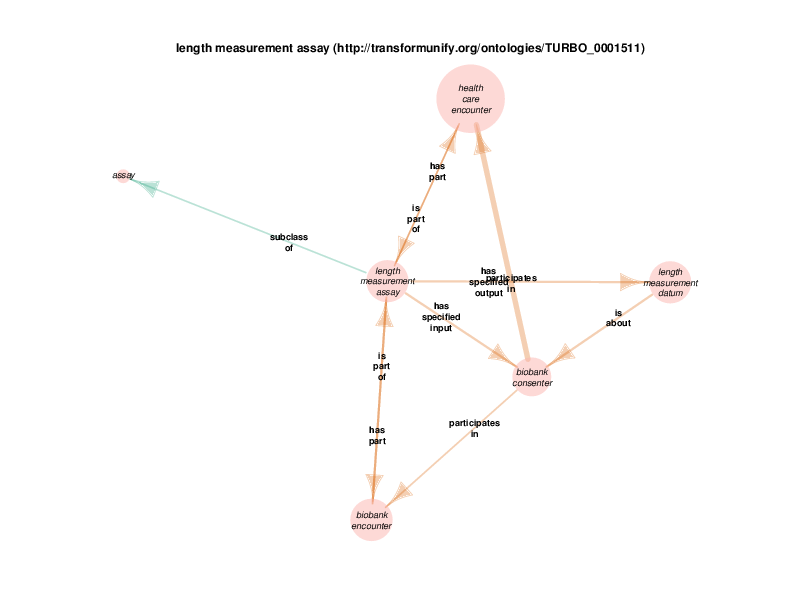 length measurement assay (http://transformunify.org/ontologies/TURBO_0001511)
health
care
encounter
has
part
assay
is
part
of
subclass
of
length
measurement
assay
has
specified
output
participates
in
length
measurement
datum
has
specified
input
is
about
is
part
of
biobank
consenter
participates
in
has
part
biobank
encounter